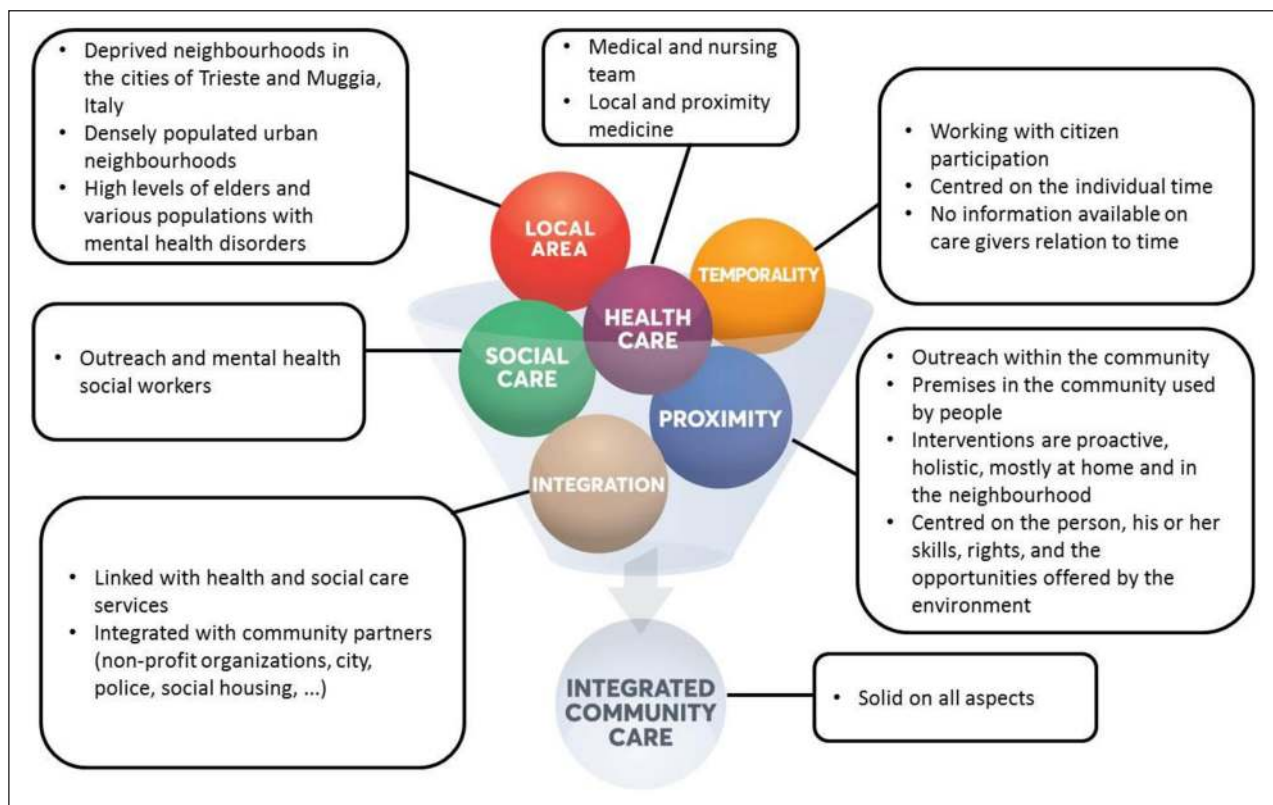 • Deprived neighbourhoods in
the cities of Trieste and Muggia,
Italy
• Densely populated urban
neighbourhoods
• High levels of elders and
various populations with
mental health disorders
• Medical and nursing
team
• Local and proximity
medicine
• Working with citizen
participation
• Centred on the individual time
• No information available on
care givers relation to time
LOCAL
AREA
TEMPORALITY
HEALTH
CARE
SOCIAL
CARE
PROXIMITY
INTEGRATION
• Outreach and mental health
social workers
• Outreach within the community
• Premises in the community used
by people
• Interventions are proactive,
holistic, mostly at home and in
the neighbourhood
• Centred on the person, his or her
skills, rights, and the
opportunities offered by the
environment
• Linked with health and social care
services
• Integrated with community partners
(non-profit organizations, city,
police, social housing, ...)
INTEGRATED
COMMUNITY
CARE
• Solid on all aspects